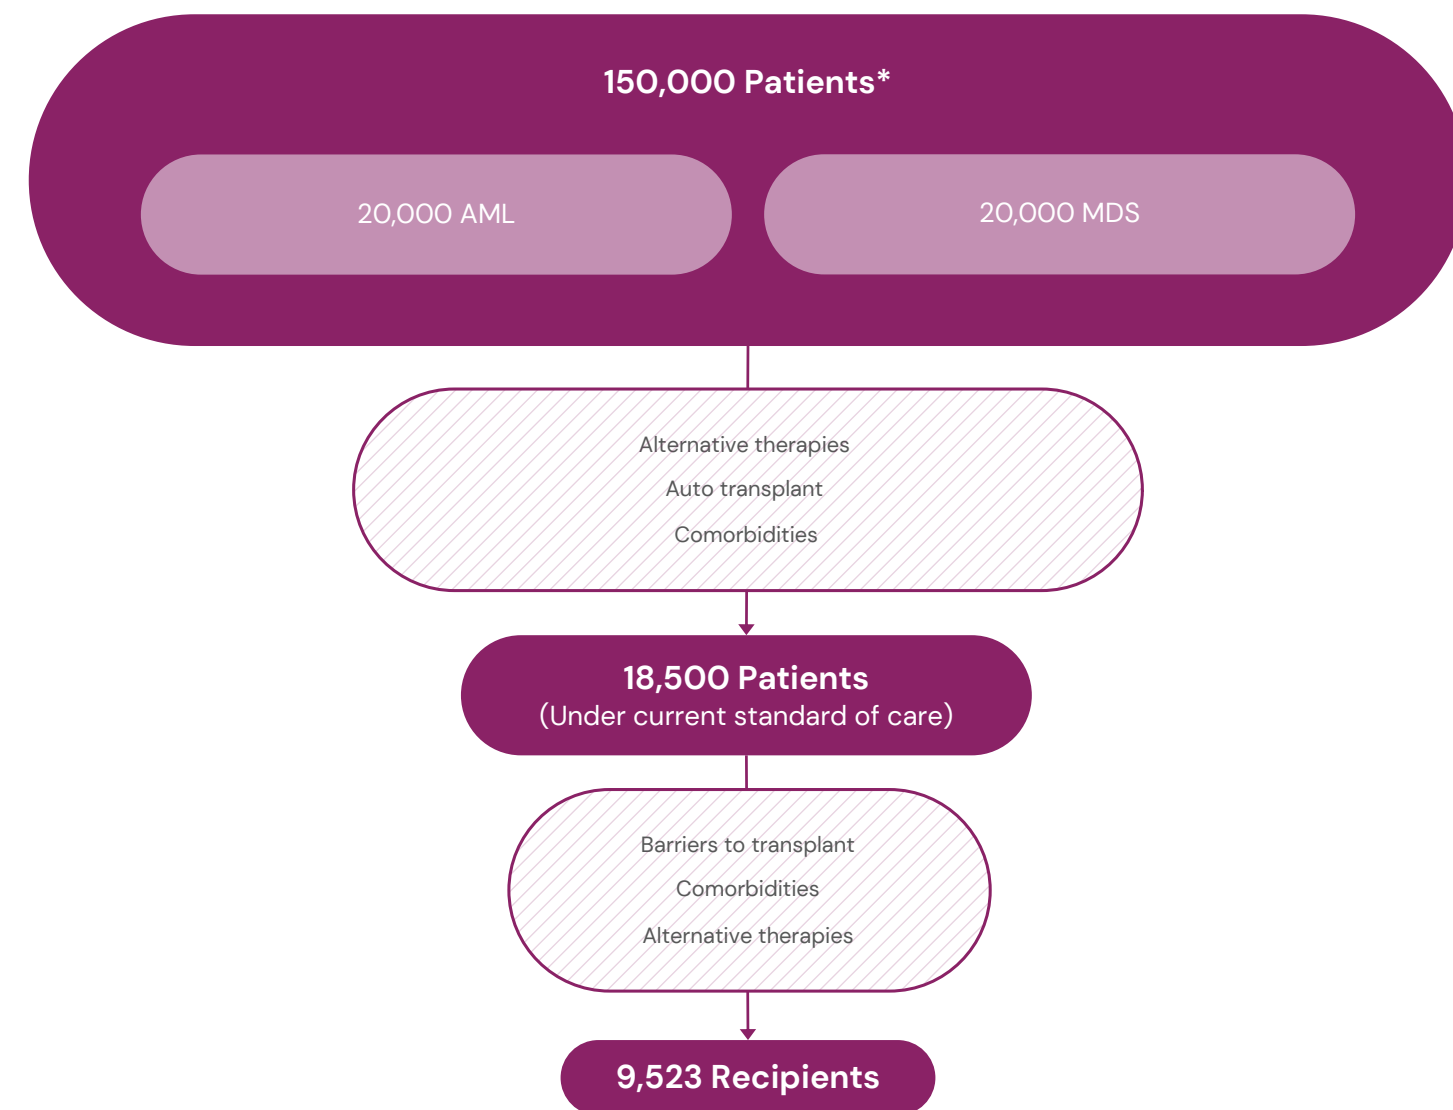 150,000 Patients*
20,000 AML
20,000 MDS
Alternative therapies
Auto transplant
Comorbidities
18,500 Patients
(Under current standard of care)
Barriers to transplant
Comorbidities
Alternative therapies
9,523 Recipients